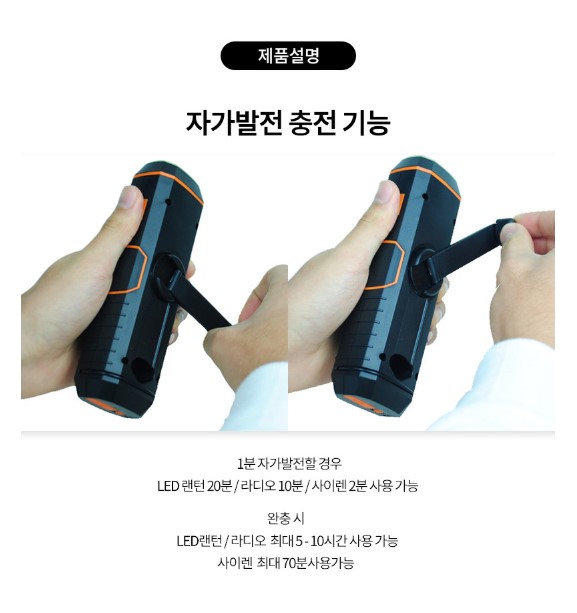 제품설명
자가발전 충전 기능
1분 자가발전할 경우
LED 랜턴 20분 / 라디오 10분 / 사이렌 2분 사용 가능
완충 시
LED랜턴 / 라디오 최대 5 - 10시간 사용 가능
사이렌 최대 70분사용가능